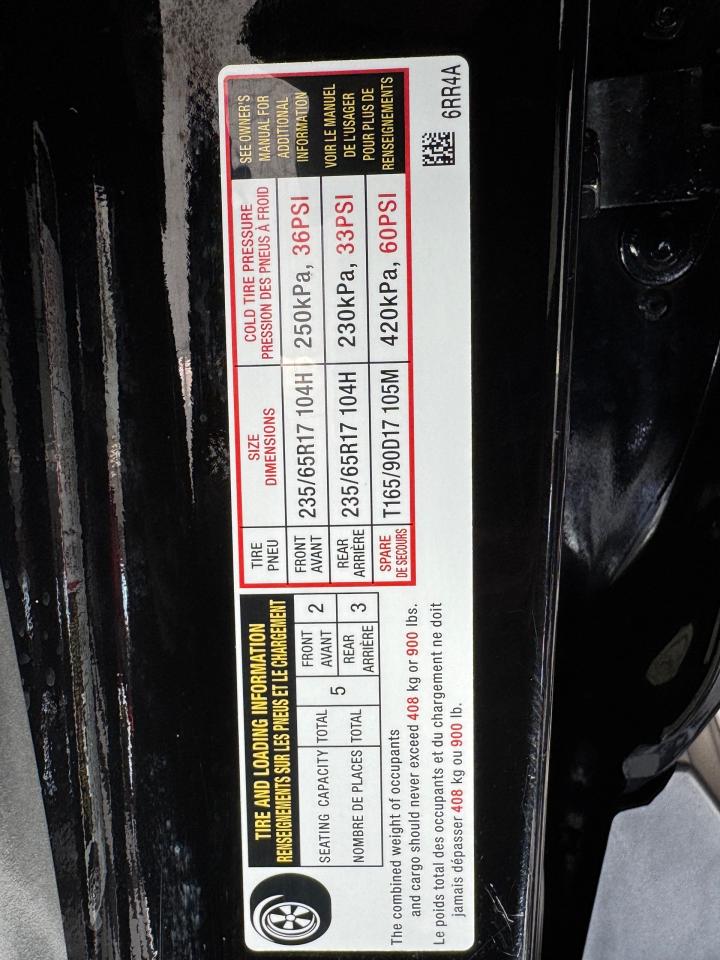 TIRE AND LOADING INFORMATION
RENSEIGNEMENTS SUR LES PNEUS ET LE CHARGEMENT
SEATING CAPACITY TOTAL 5 FRONT 2
AVANT
NOMBRE DE PLACES TOTAL REAR 3
ARRIÈRE
The combined weight of occupants
and cargo should never exceed 408 kg or 900 lbs.
Le poids total des occupants et du chargement ne doit
jamais dépasser 408 kg ou 900 lb.
TIRE
PNEU
SIZE
DIMENSIONS
COLD TIRE PRESSURE
PRESSION DES PNEUS À FROID
FRONT
AVANT
235/65R17 104H
250kPa, 36PSI
REAR
ARRIÈRE
235/65R17 104H
230kPa, 33PSI
SPARE
DE SECOURS
T165/90D17 105M
420kPa, 60PSI
SEE OWNER'S
MANUAL FOR
ADDITIONAL
INFORMATION
VOIR LE MANUEL
DE L'USAGER
POUR PLUS DE
RENSEIGNEMENTS
6RR4A